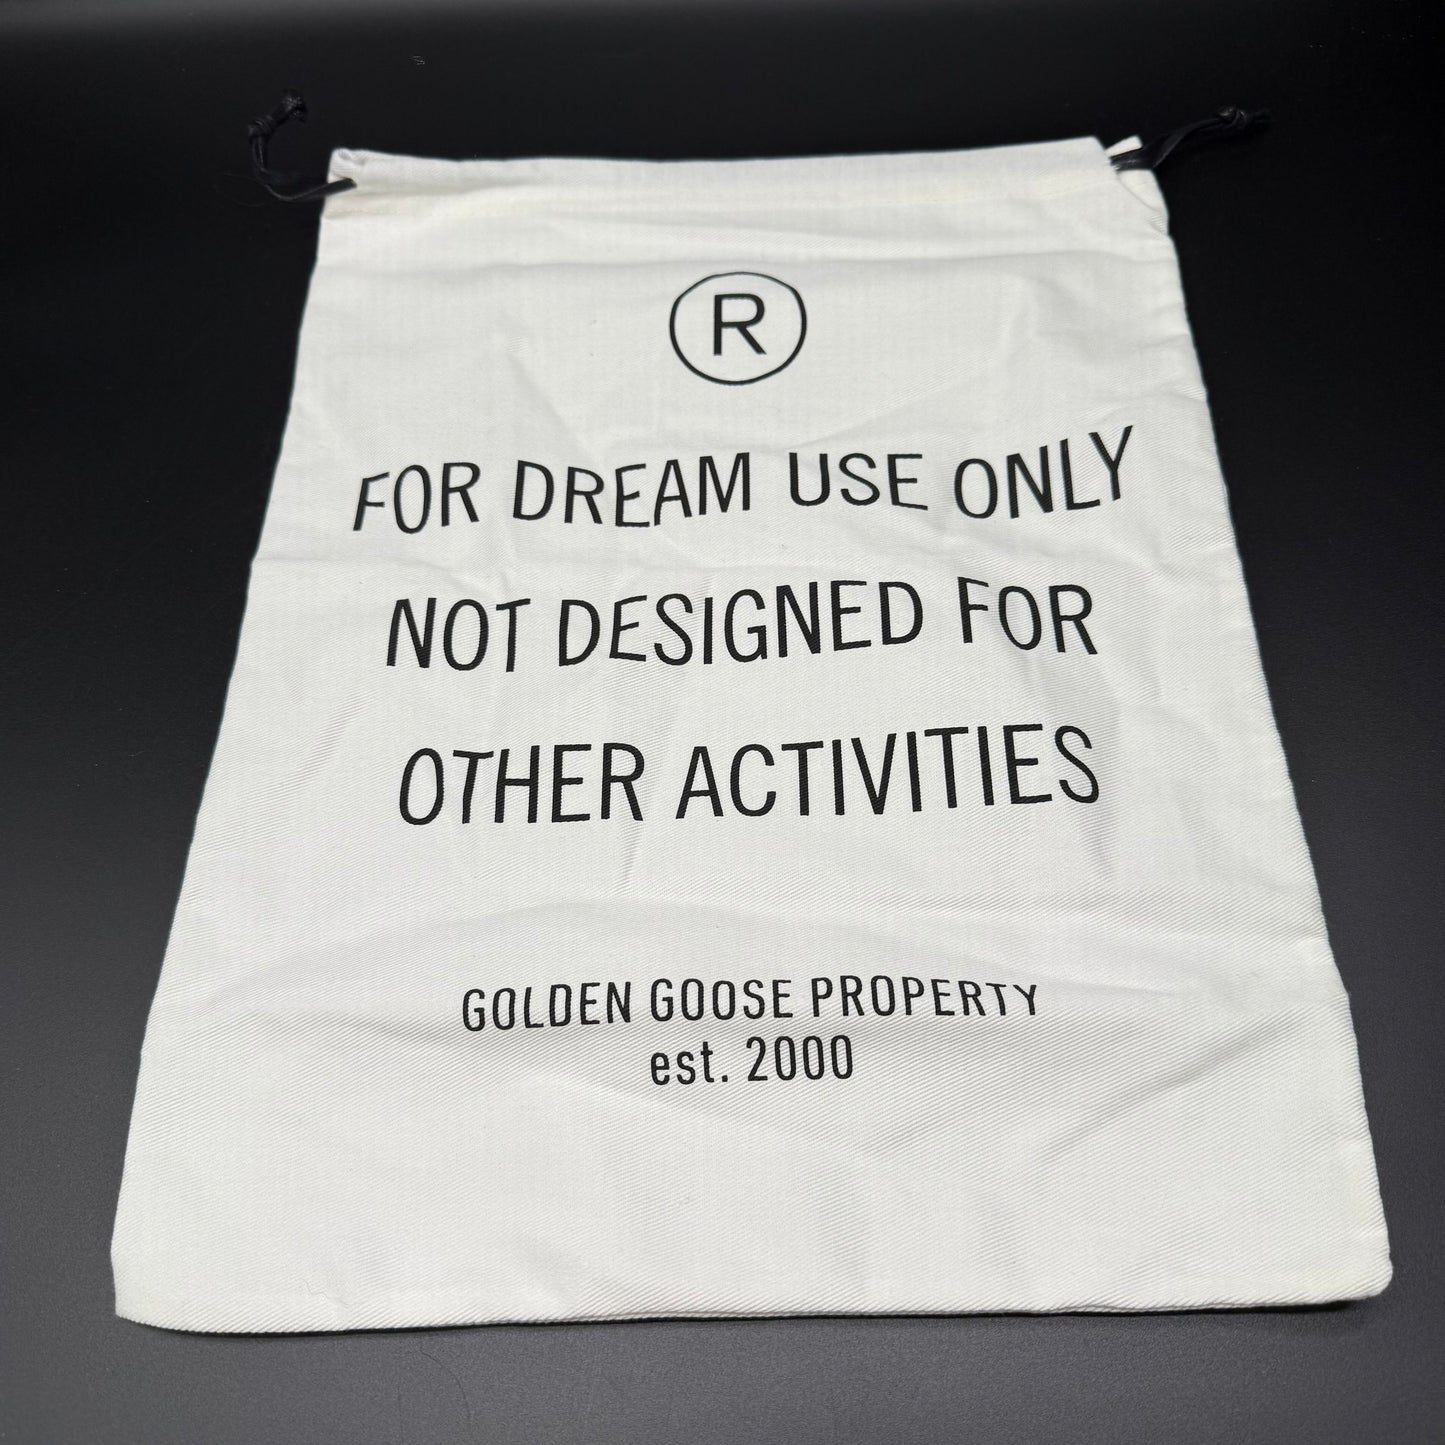 ®
FOR DREAM USE ONLY
NOT DESIGNED FOR
OTHER ACTIVITIES
GOLDEN GOOSE PROPERTY
est. 2000